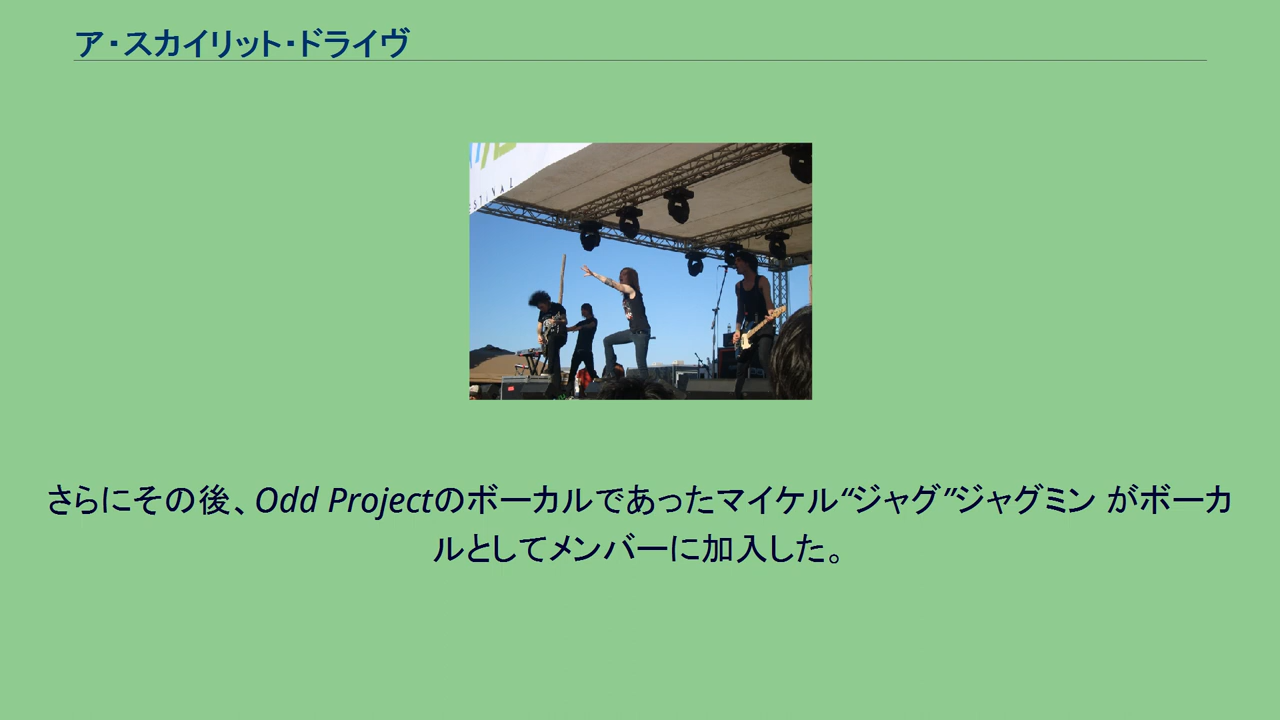 ア・スカイリット・ドライヴ
さらにその後、Odd Projectのボーカルであったマイケル“ジャグ”ジャグミン がボーカ
ルとしてメンバーに加入した。